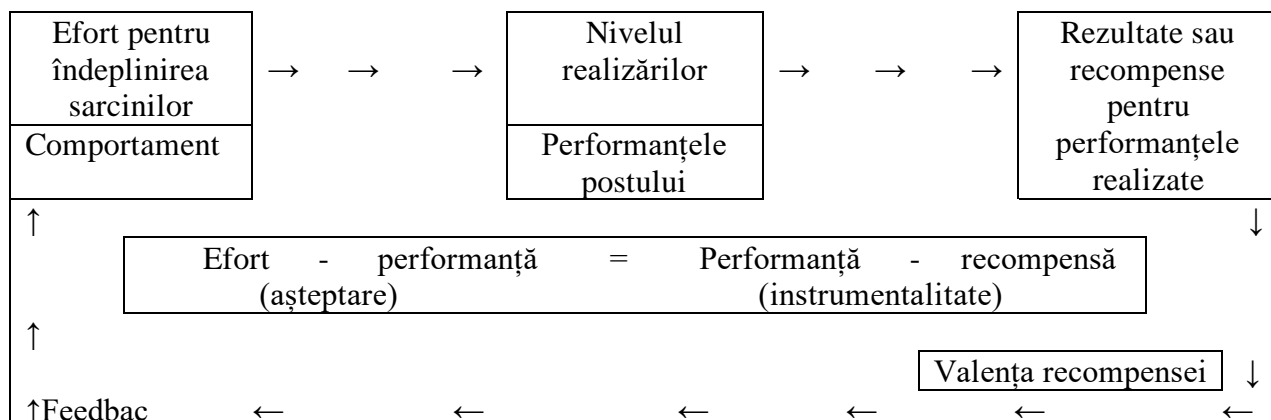 Efort pentru
îndeplinirea
sarcinilor
→ → →
Nivelul
realizărilor
→ → →
Rezultate sau
recompense
pentru
performanțele
realizate
Comportament
Performanțele
postului
↑ ↓
Efort - performanță = Performanță - recompensă
(așteptare) (instrumentalitate)
↑
Valența recompensei ↓
↑Feedbac ← ← ← ← ← ←